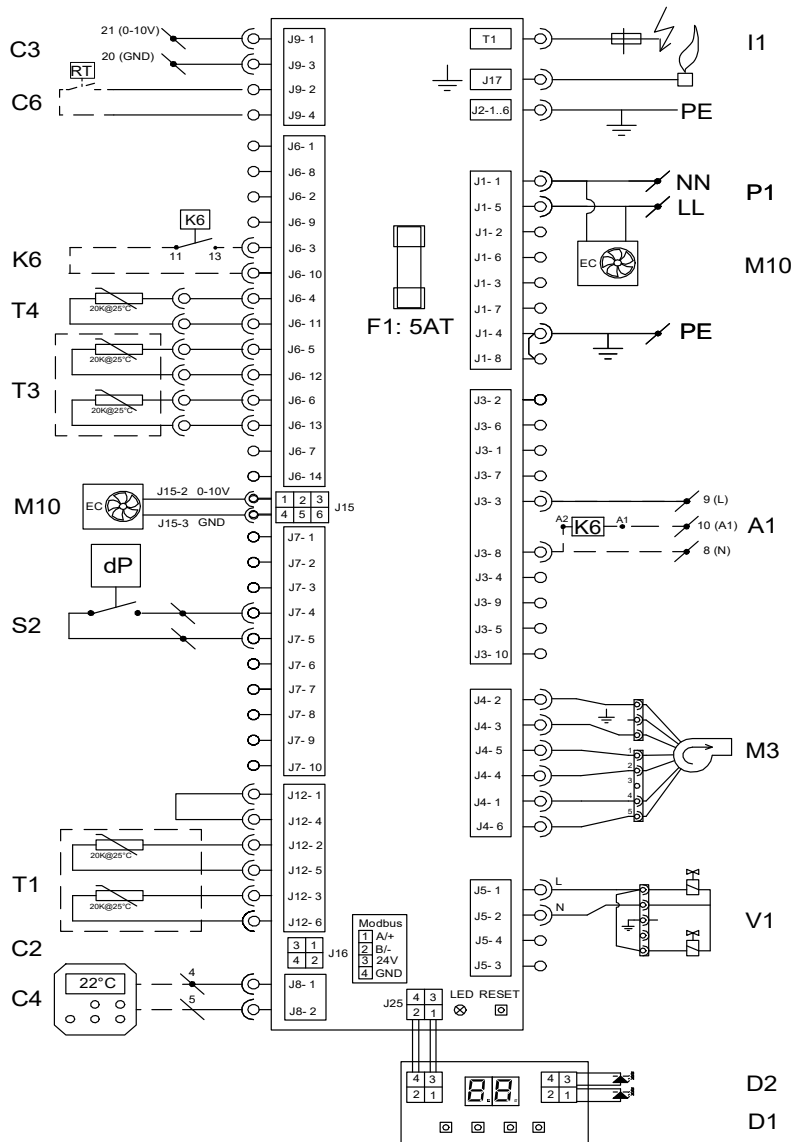 C3
21 (0-10V)
20 (GND)
J9- 1
J9- 3
RT
C6
J9- 2
J9- 4
J6- 1
J6- 8
J6- 2
J6- 9
K6
K6
11 13
J6- 3
J6- 10
T4
20K@25°C
J6- 4
J6- 11
T3
20K@25°C
J6- 5
J6- 12
20K@25°C
J6- 6
J6- 13
J6- 7
J6- 14
M10
EC
J15-2 0-10V
J15-3 GND
1 2 3
4 5 6
J15
J7- 1
J7- 2
J7- 3
dP
S2
J7- 4
J7- 5
J7- 6
J7- 7
J7- 8
J7- 9
J7- 10
J12- 1
J12- 4
T1
20K@25°C
J12- 2
J12- 5
20K@25°C
J12- 3
J12- 6
C2
3 1
4 2
J16
Modbus
1 A/+
2 B/-
3 24V
4 GND
C4
22°C
4
5
J8- 1
J8- 2
F1: 5AT
T1
I1
J17
J2-1..6
PE
J1- 1
NN
P1
J1- 5
LL
J1- 2
J1- 6
EC
M10
J1- 3
J1- 7
J1- 4
PE
J1- 8
J3- 2
J3- 6
J3- 1
J3- 7
J3- 3
9 (L)
A2 K6 A1
10 (A1)
A1
J3- 8
8 (N)
J3- 4
J3- 9
J3- 5
J3- 10
J4- 2
J4- 3
J4- 5
J4- 4
J4- 1
J4- 6
1
2
3
4
5
M3
J5- 1
L
J5- 2
N
J5- 4
J5- 3
V1
J25
4 3
2 1
LED RESET
4 3
2 1
8.8.
4 3
2 1
D2
D1